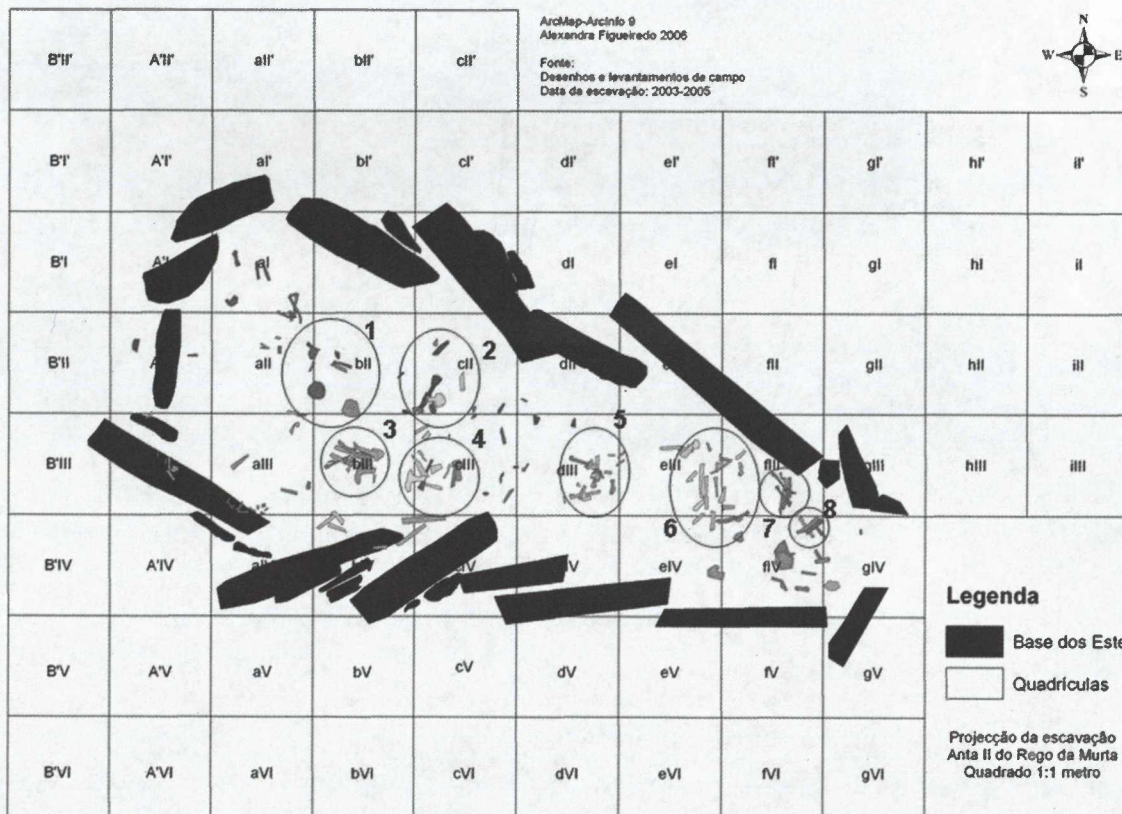 ArcMap-ArcInfo 9
Alexandra Figueiredo 2006
Fonte:
Desenhos e levantamentos de campo
Data da escavação: 2003-2005
N
W E
S
B'II' A'II' aII' bII' cII'
B'I' A'I' aI' bI' cI' dI' eI' fI' gI' hI' iI'
B'I aI dI eI fI gI hI iI
1 2
B'II aII bII cII fII gII hII iII
5
3 4
B'III aIII bIII cIII dIII eIII fIII gIII hIII iIII
6 7 8
B'IV A'IV eIV fIV gIV
Legenda
Base dos Este
Quadrículas
B'V A'V aV bV cV dV eV fV gV
Projecção da escavação
Anta II do Rego da Murta
Quadrado 1:1 metro
B'VI A'VI aVI bVI cVI dVI eVI fVI gVI